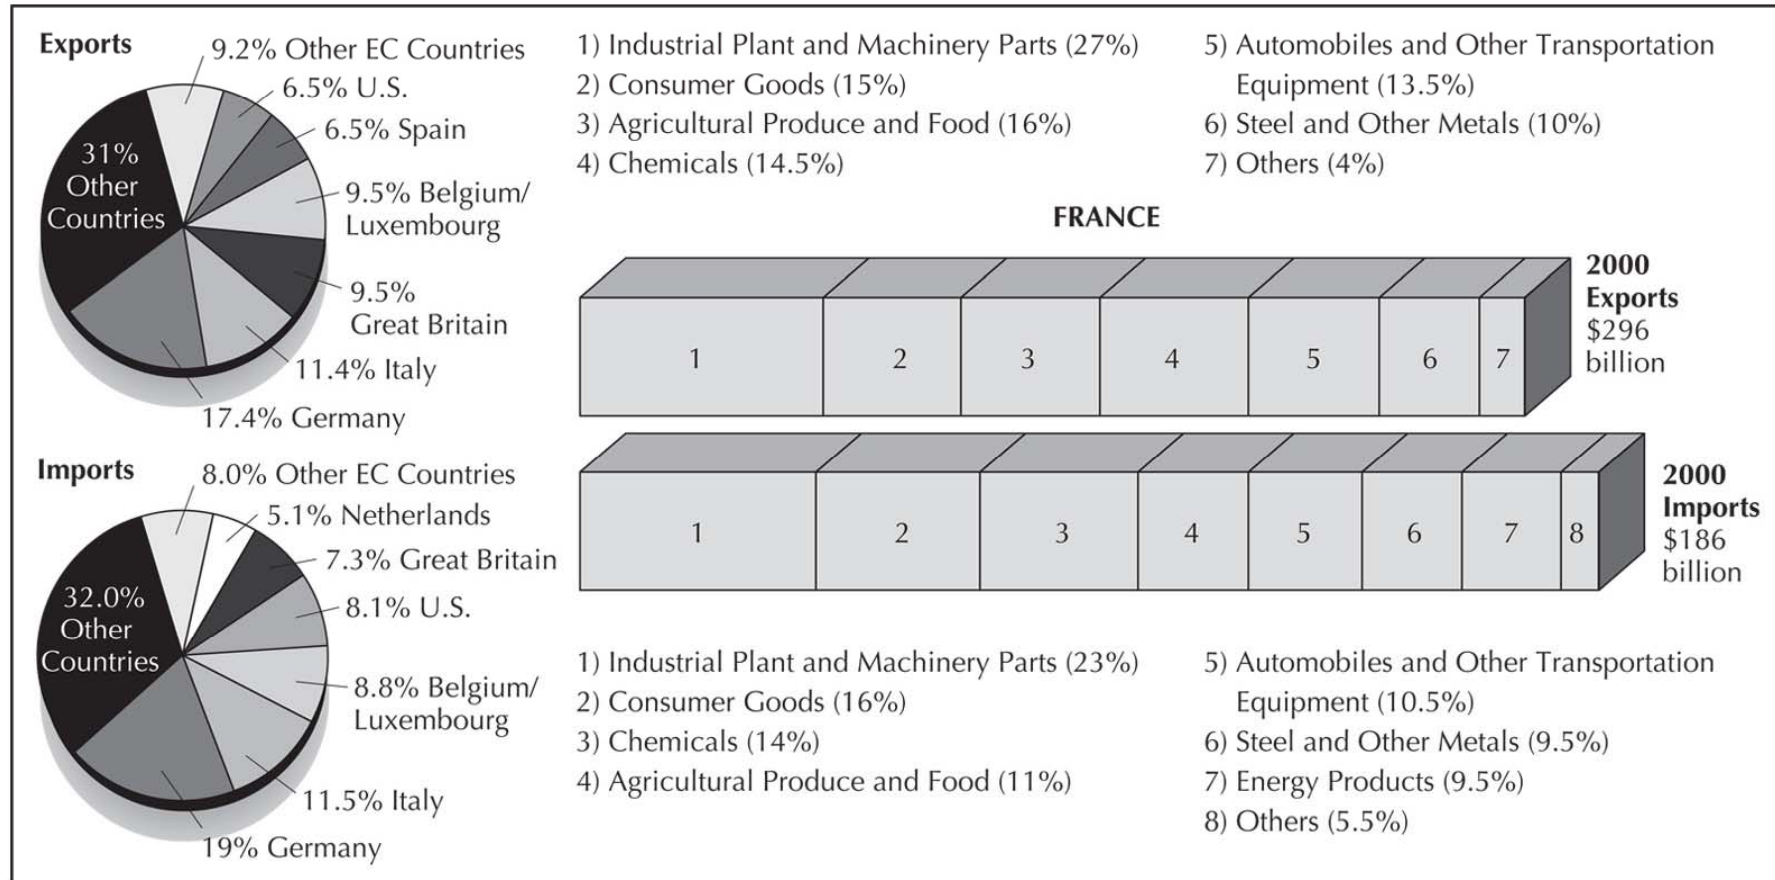 Exports
9.2% Other EC Countries
6.5% U.S.
6.5% Spain
31%
Other
Countries
9.5% Belgium/
Luxembourg
9.5%
Great Britain
11.4% Italy
17.4% Germany
1) Industrial Plant and Machinery Parts (27%)
2) Consumer Goods (15%)
3) Agricultural Produce and Food (16%)
4) Chemicals (14.5%)
5) Automobiles and Other Transportation
Equipment (13.5%)
6) Steel and Other Metals (10%)
7) Others (4%)
FRANCE
1 2 3 4 5 6 7
2000
Exports
$296
billion
Imports
8.0% Other EC Countries
5.1% Netherlands
7.3% Great Britain
8.1% U.S.
32.0%
Other
Countries
8.8% Belgium/
Luxembourg
11.5% Italy
19% Germany
1 2 3 4 5 6 7 8
2000
Imports
$186
billion
1) Industrial Plant and Machinery Parts (23%)
2) Consumer Goods (16%)
3) Chemicals (14%)
4) Agricultural Produce and Food (11%)
5) Automobiles and Other Transportation
Equipment (10.5%)
6) Steel and Other Metals (9.5%)
7) Energy Products (9.5%)
8) Others (5.5%)